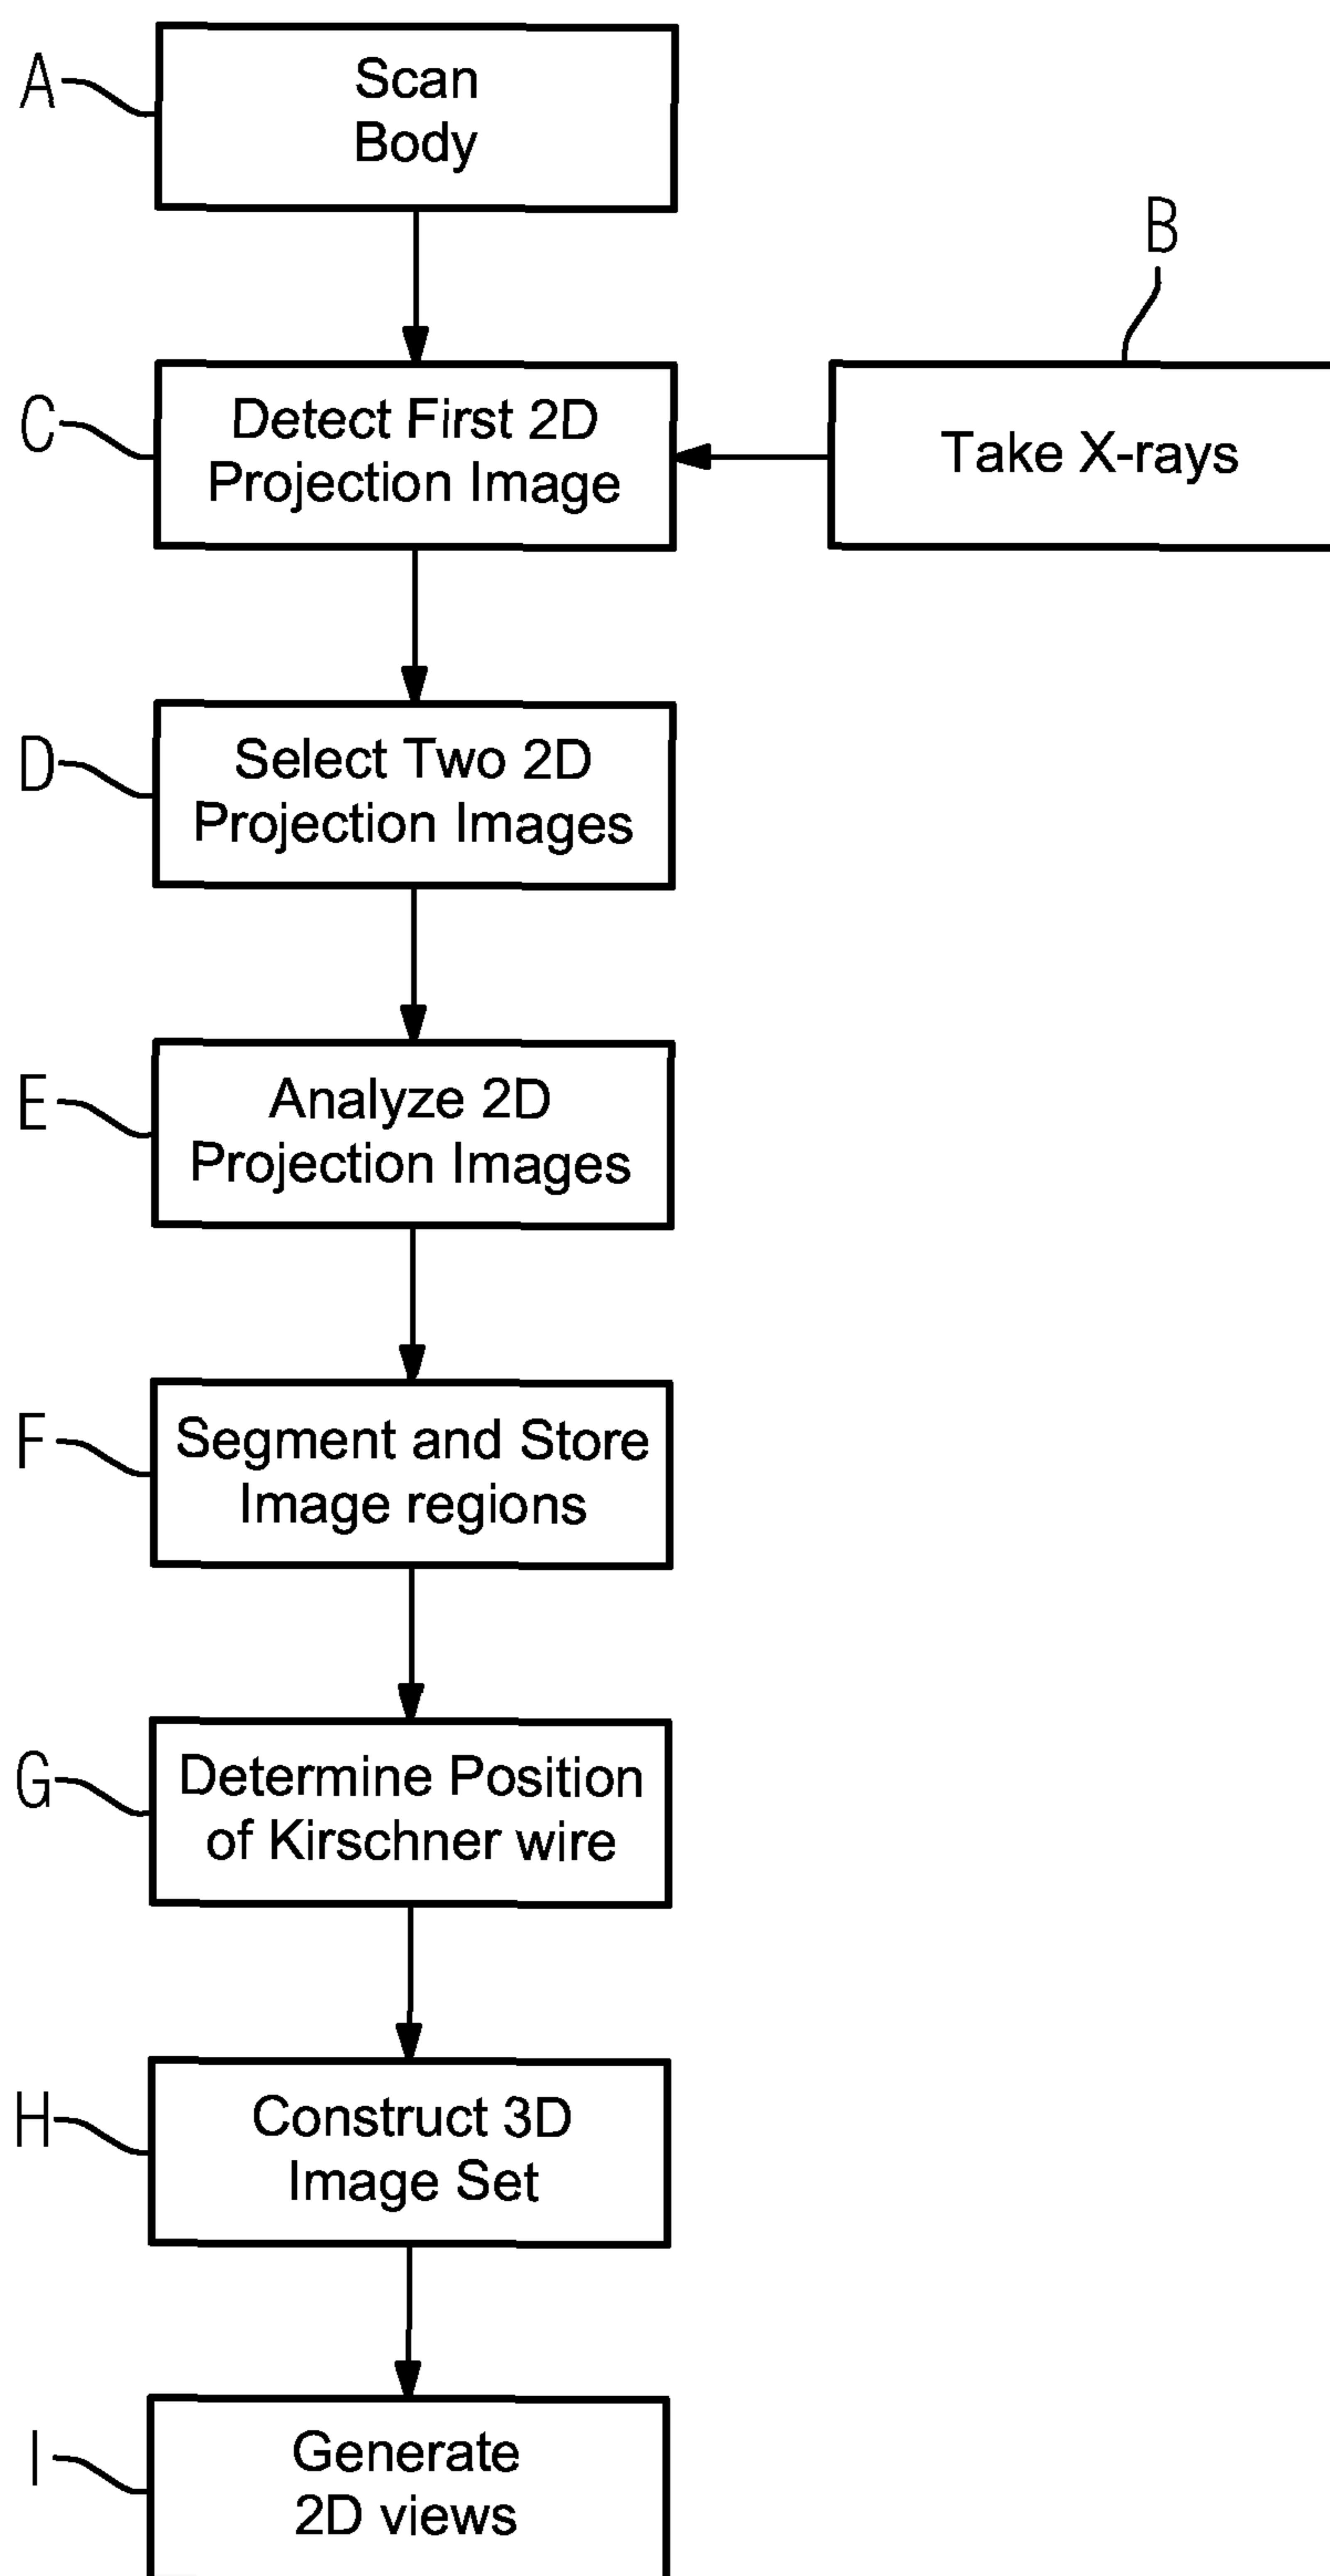 A
Scan
Body
B
C
Detect First 2D
Projection Image
Take X-rays
D
Select Two 2D
Projection Images
E
Analyze 2D
Projection Images
F
Segment and Store
Image regions
G
Determine Position
of Kirschner wire
H
Construct 3D
Image Set
I
Generate
2D views